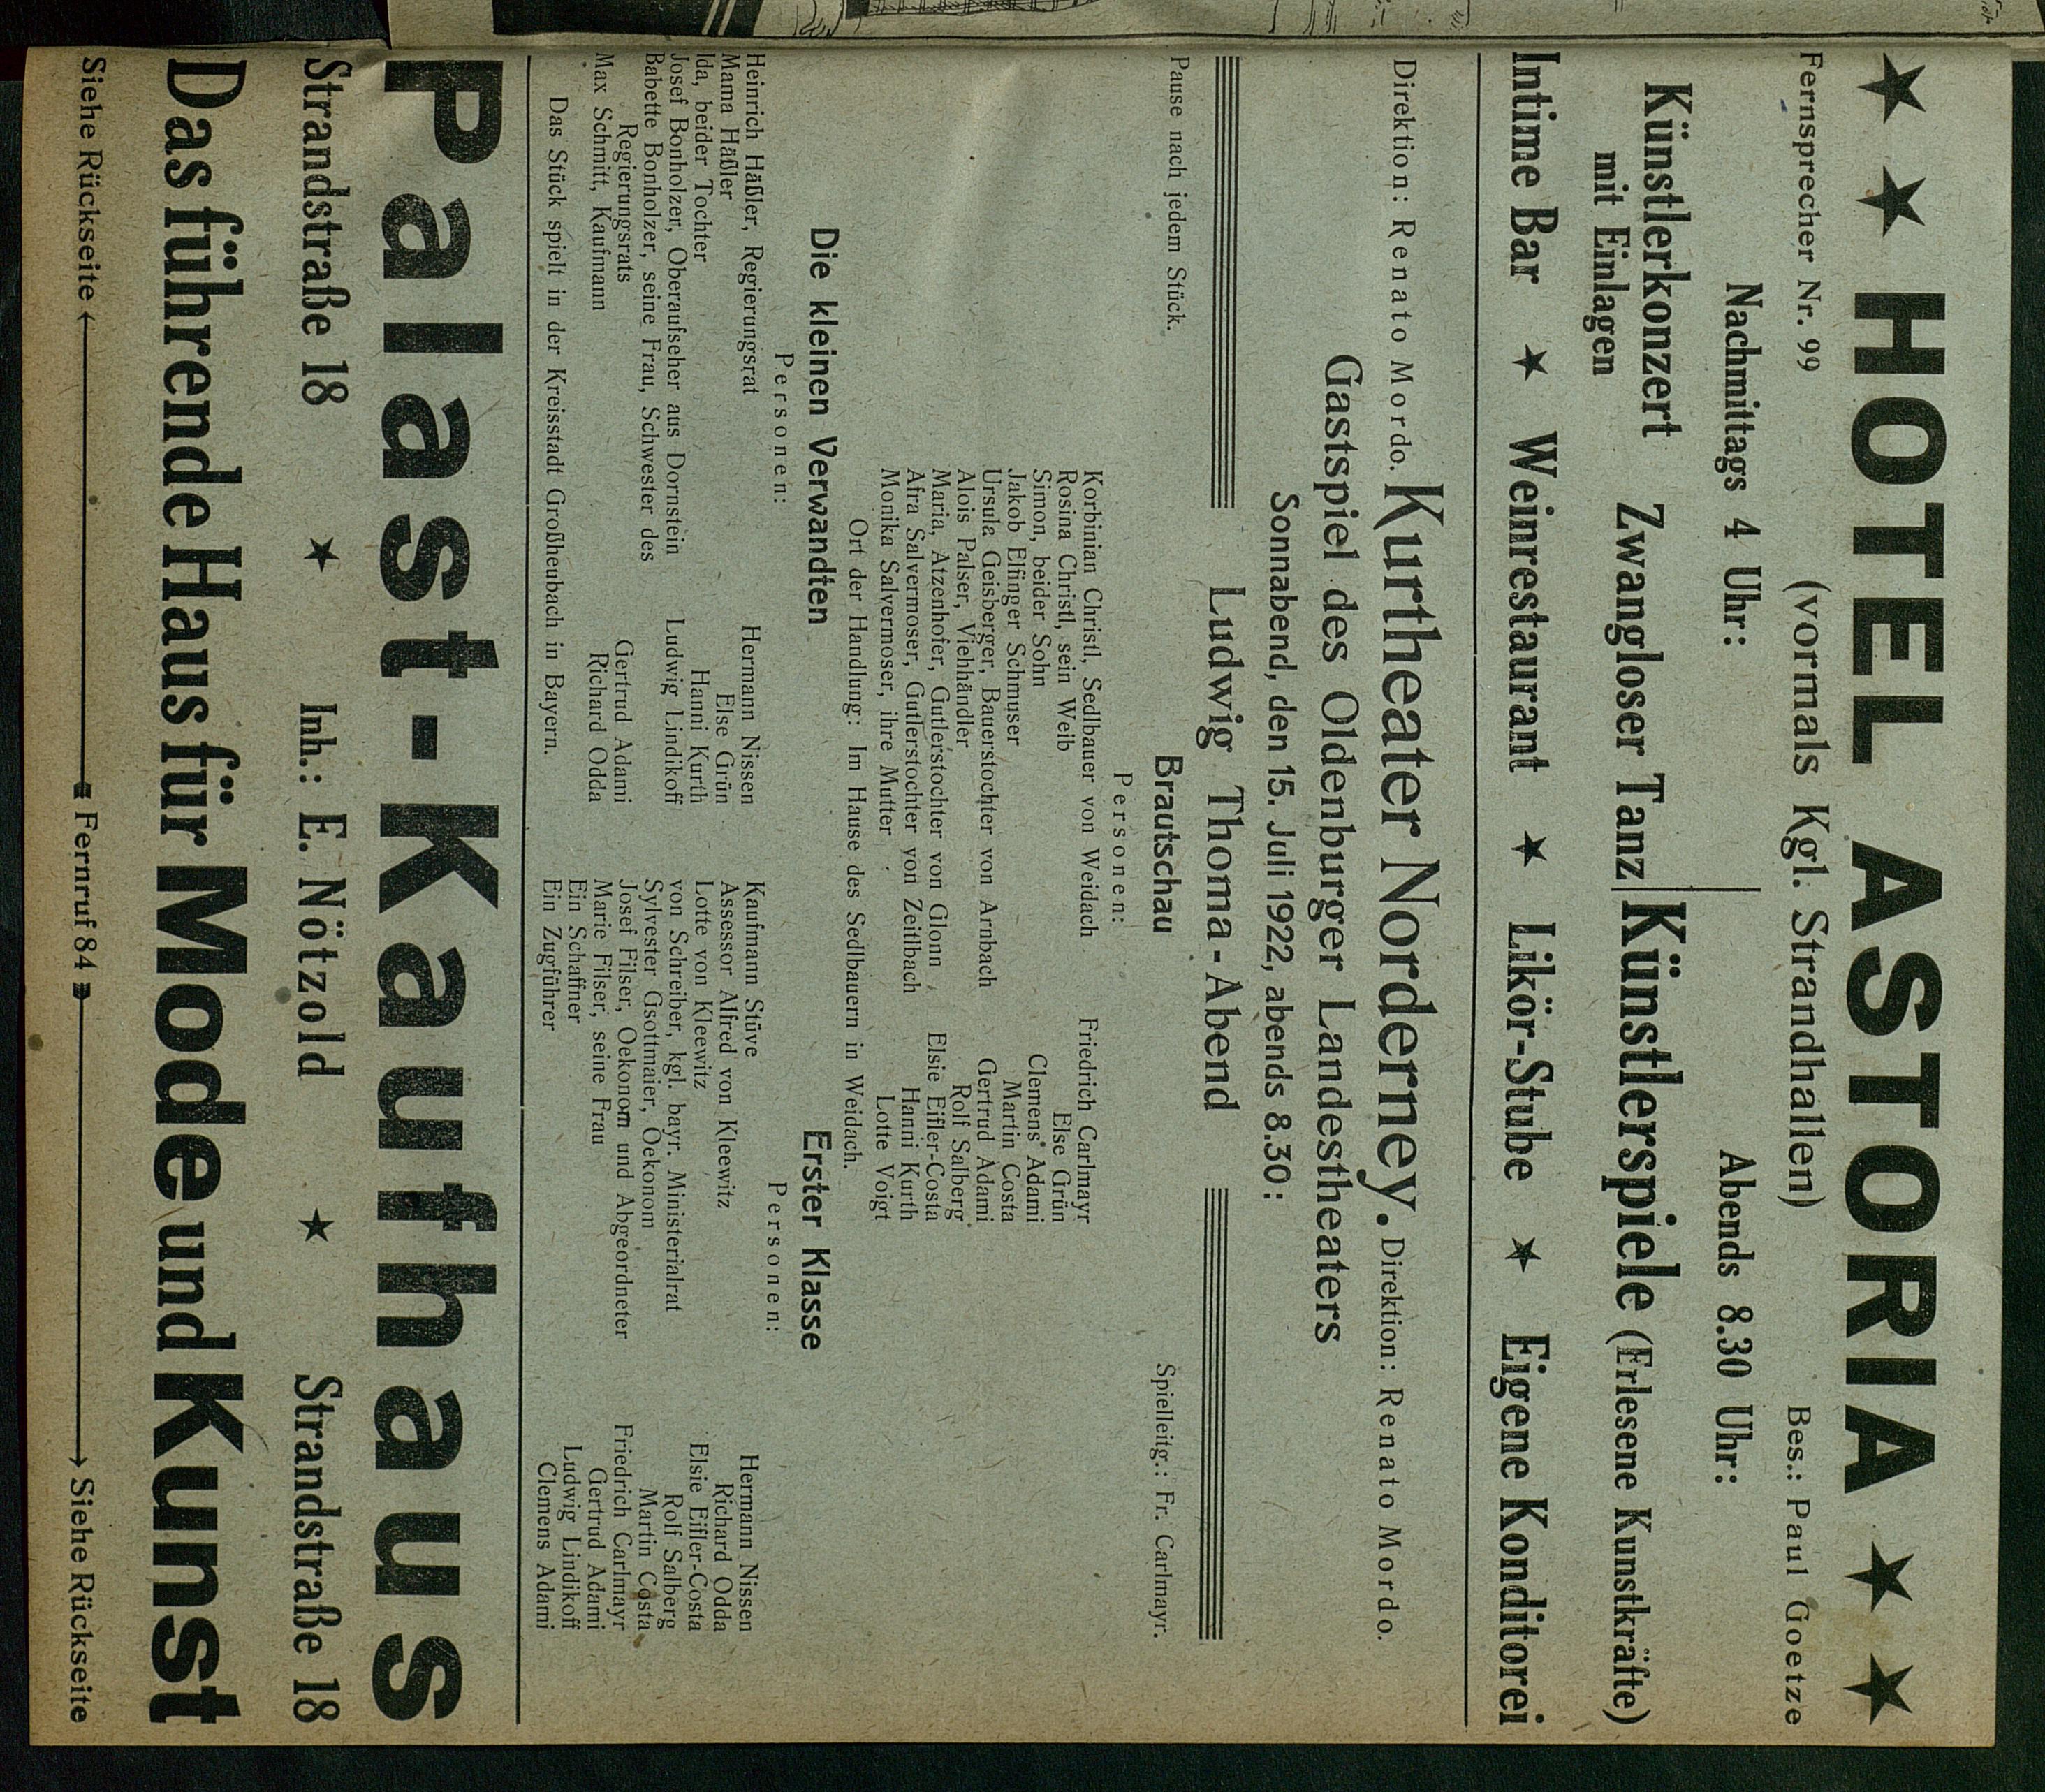 ★ ★ HOTEL ASTORIA ★ ★
Fernsprecher Nr. 99 (vormals Kgl. Strandhallen) Bes.: Paul Goetze
Nachmittags 4 Uhr:
Künstlerkonzert Zwangloser Tanz
mit Einlagen
Abends 8.30 Uhr:
Künstlerspiele (Erlesene Kunstkräfte)
Intime Bar ★ Weinrestaurant ★ Likör-Stube ★ Eigene Konditorei
Direktion: Renato Mordo. Kurtheater Norderney. Direktion: Renato Mordo.
Gastspiel des Oldenburger Landestheaters
Sonnabend, den 15. Juli 1922, abends 8.30:
Ludwig Thoma-Abend
Pause nach jedem Stück. Brautschau Spielleitg.: Fr. Carlmayr.
Personen:
Korbinian Christl, Sedlbauer von Weidach Friedrich Carlmayr
Rosina Christl, sein Weib Else Grün
Simon, beider Sohn Clemens Adami
Jakob Elfinger Schmuser Martin Costa
Ursula Geisberger, Bauerstochter von Arnbach Gertrud Adami
Alois Palser, Viehhändler Rolf Salberg
Maria, Atzenhofer, Gutlerstochter von Glonn Elsie Eifler-Costa
Afra Salvermoser, Gutlerstochter von Zeitlbach Hanni Kurth
Monika Salvermoser, ihre Mutter Lotte Voigt
Ort der Handlung: Im Hause des Sedlbauern in Weidach.
Die kleinen Verwandten
Personen:
Heinrich Häßler, Regierungsrat Hermann Nissen
Mama Häßler Else Grün
Ida, beider Tochter Hanni Kurth
Josef Bonholzer, Oberaufseher aus Dornstein Ludwig Lindikoff
Babette Bonholzer, seine Frau, Schwester des
Regierungsrats Gertrud Adami
Max Schmitt, Kaufmann Richard Odda
Das Stück spielt in der Kreisstadt Großheubach in Bayern.
Erster Klasse
Personen:
Kaufmann Stüve Hermann Nissen
Assessor Alfred von Kleewitz Richard Odda
Lotte von Kleewitz Elsie Eifler-Costa
von Schreiber, kgl. bayr. Ministerialrat Rolf Salberg
Sylvester Gsottmaier, Oekonom Martin Costa
Josef Filser, Oekonom und Abgeordneter Friedrich Carlmayr
Marie Filser, seine Frau Gertrud Adami
Ein Schaffner Ludwig Lindikoff
Ein Zugführer Clemens Adami
Palast-Kaufhaus
Strandstraße 18 ★ Inh.: E. Nötzold ★ Strandstraße 18
Das führende Haus für Mode und Kunst
Siehe Rückseite Fernruf 84 Siehe Rückseite